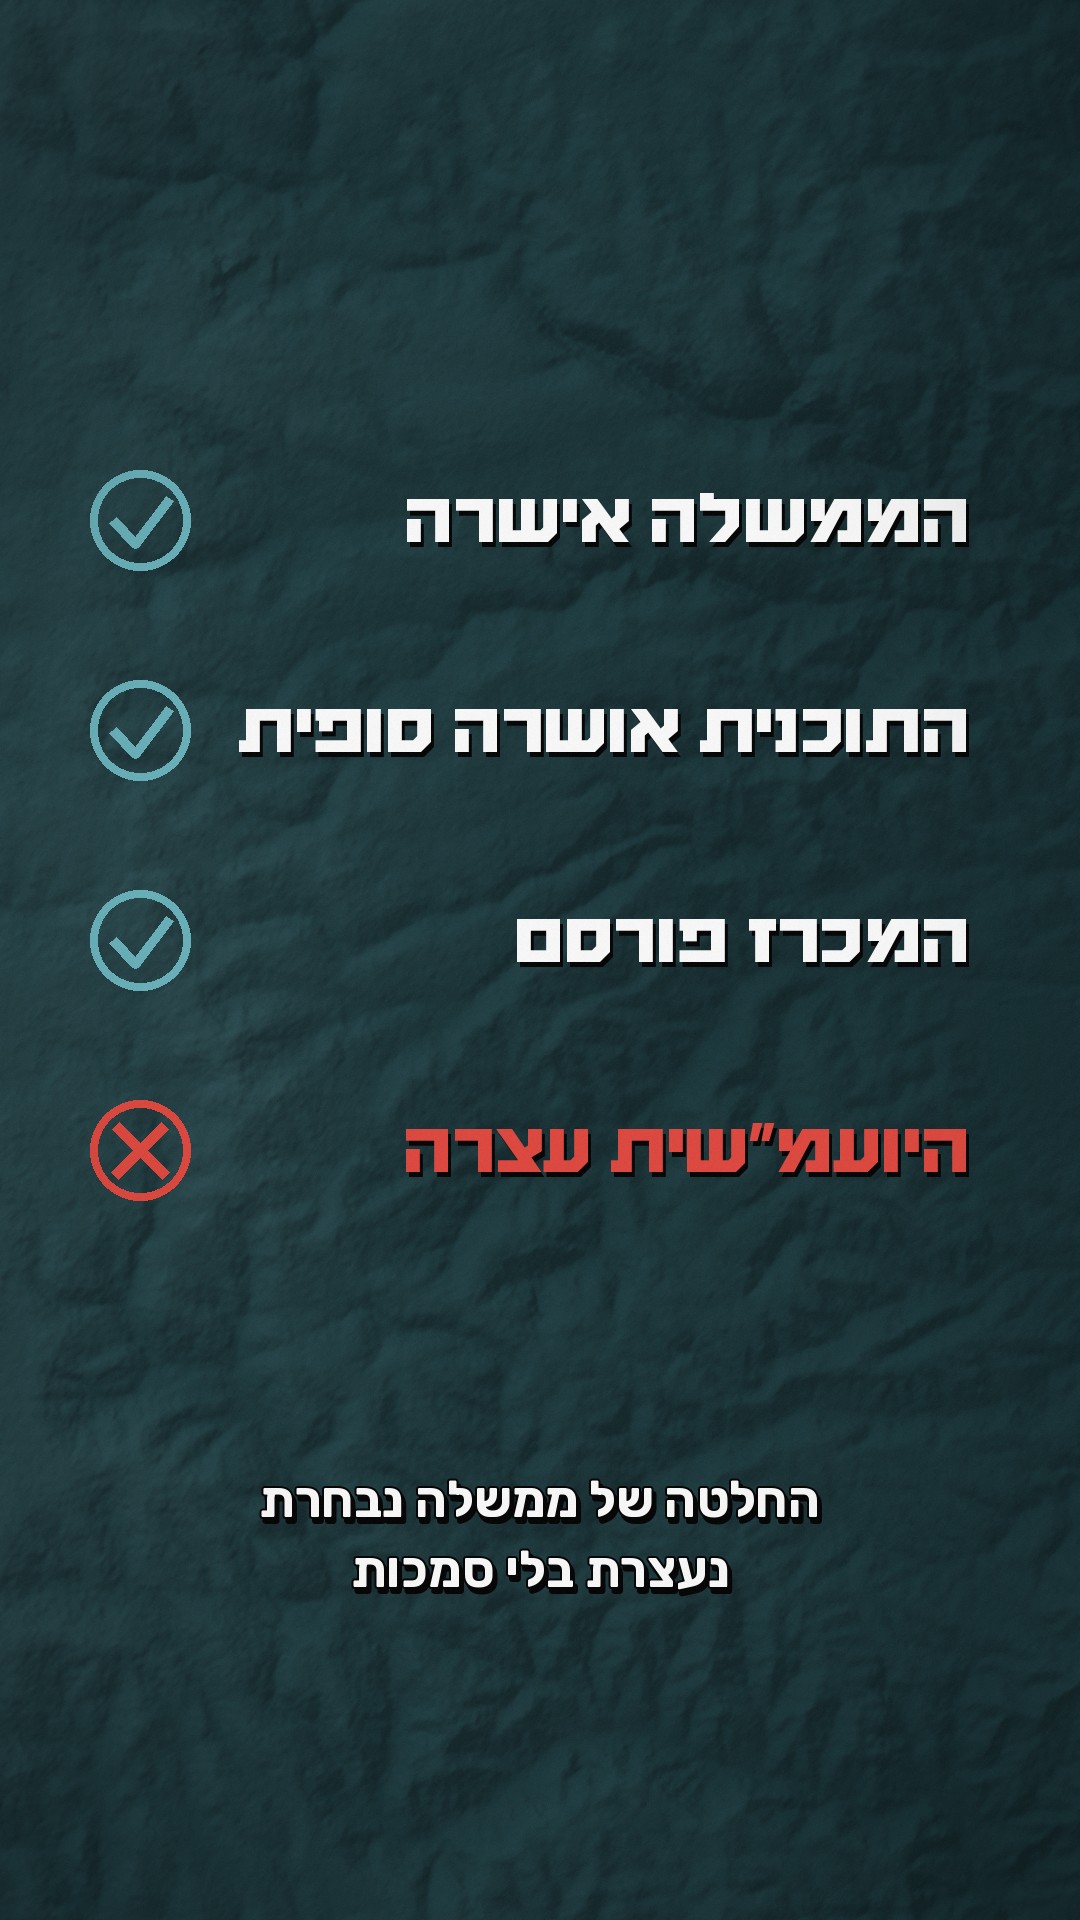 הממשלה אישרה
התוכנית אושרה סופית
המכרז פורסם
היועמ"שית עצרה
החלטה של ממשלה נבחרת
נעצרת בלי סמכות